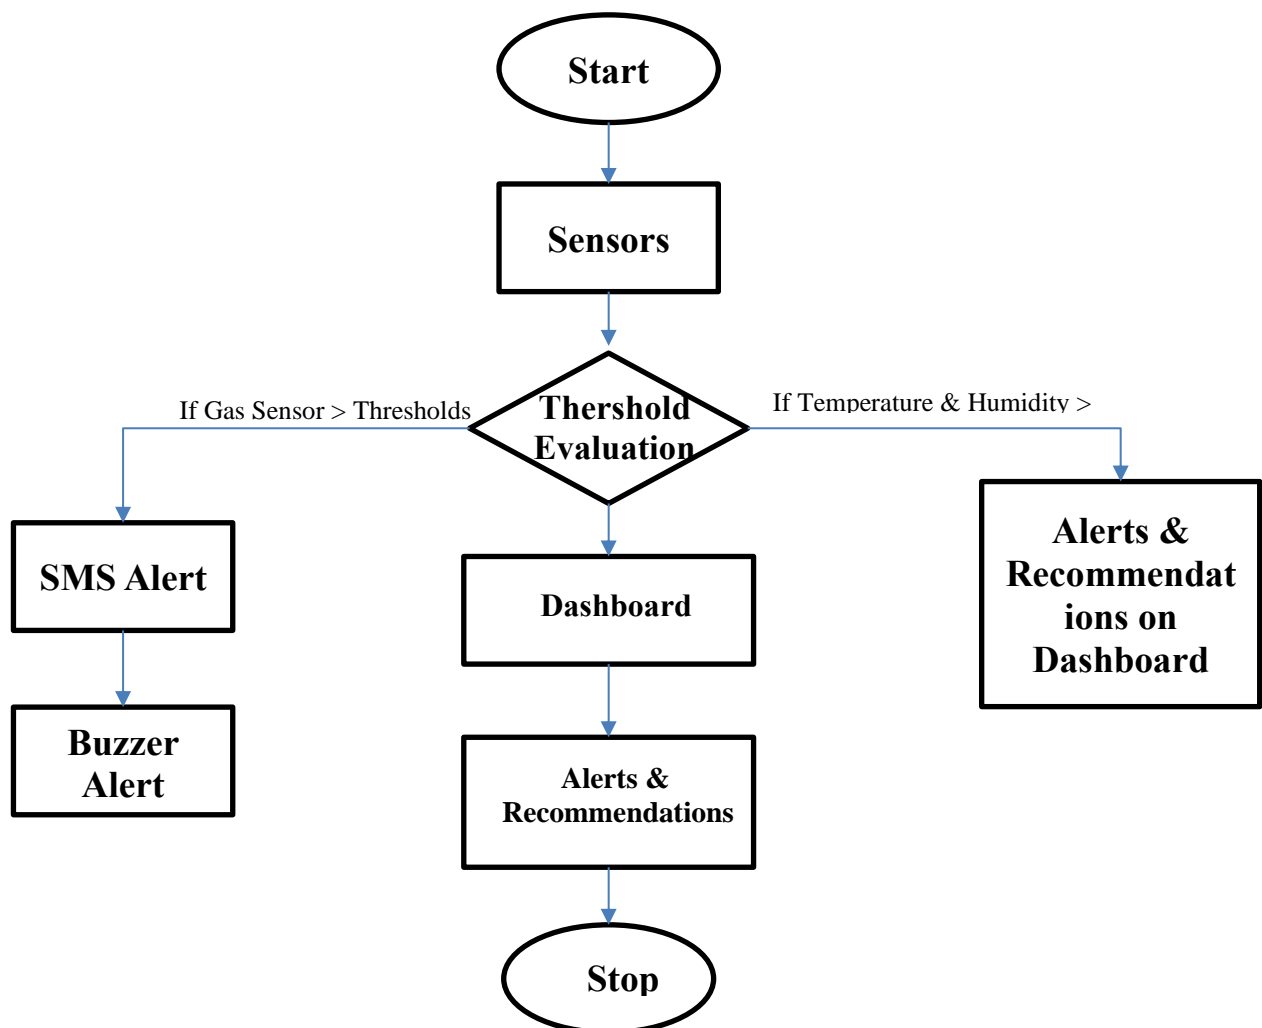 Start
Sensors
If Gas Sensor > Thresholds
Thershold
Evaluation
If Temperature & Humidity >
SMS Alert
Dashboard
Alerts &
Recommendat
ions on
Dashboard
Buzzer
Alert
Alerts &
Recommendations
Stop